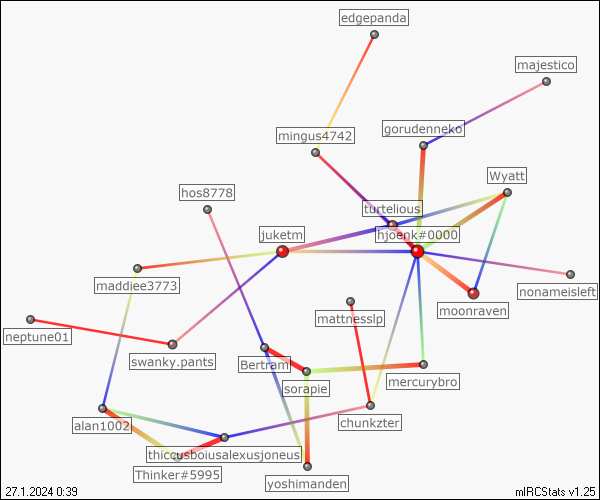 edgepanda
majestico
gorudenneko
mingus4742
Wyatt
hos8778
turtelious
juketm
hjoenk#0000
maddiee3773
nonameisleft
moonraven
mattnesslp
neptune01
swanky.pants
Bertram
mercurybro
sorapie
chunkzter
alan1002
thiccusboiusalexusjoneus
Thinker#5995
yoshimanden
27.1.2024 0:39
mIRCStats v1.25